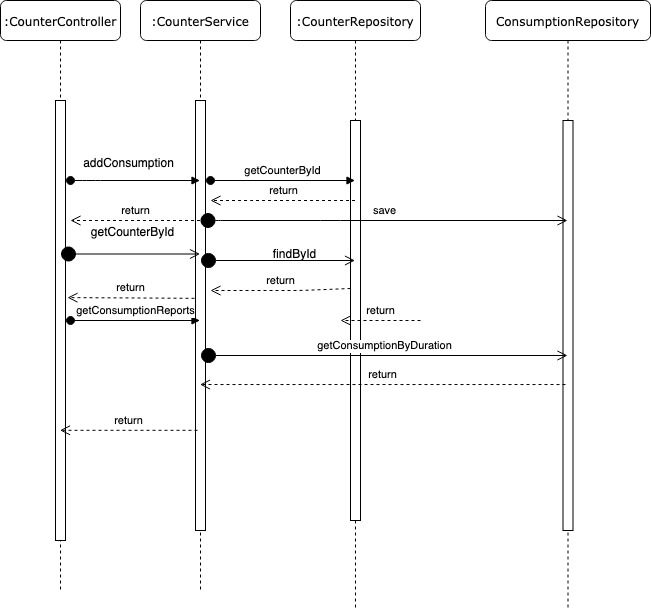 :CounterController
:CounterService
:CounterRepository
ConsumptionRepository
addConsumption
getCounterById
return
return
save
getCounterById
findById
return
return
getConsumptionReports
return
getConsumptionByDuration
return
return